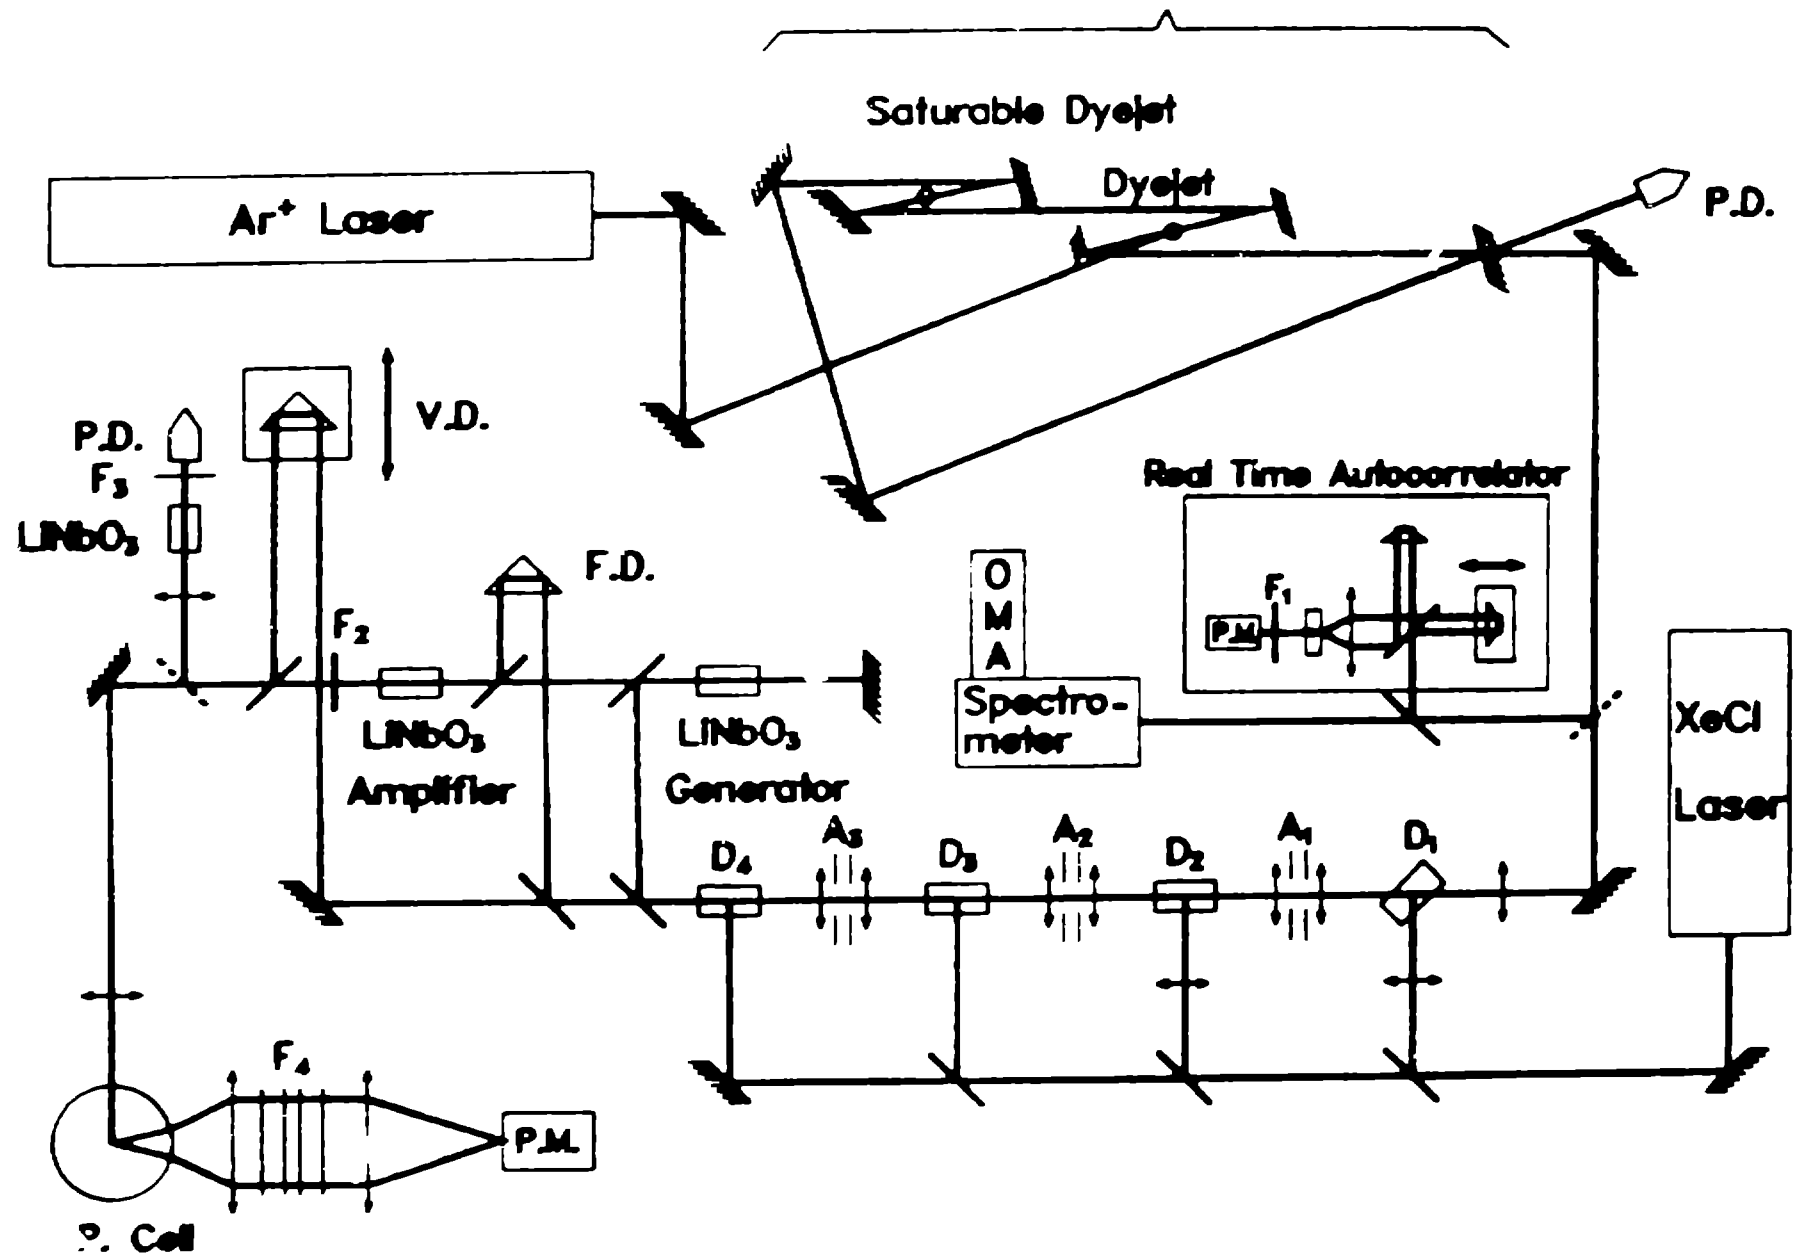 Saturable Dyejet
Dyejet
P.D.
Ar⁺ Laser
V.D.
P.D.
F₃
LiNbO₃
F.D.
F₂
LiNbO₃
Amplifier
LiNbO₃
Generator
Real Time Autocorrelator
F₁
P.M.
O
M
A
Spectro-
meter
XeCl
Laser
D₄
A₃
D₃
A₂
D₂
A₁
D₁
F₄
P.M.
Cell